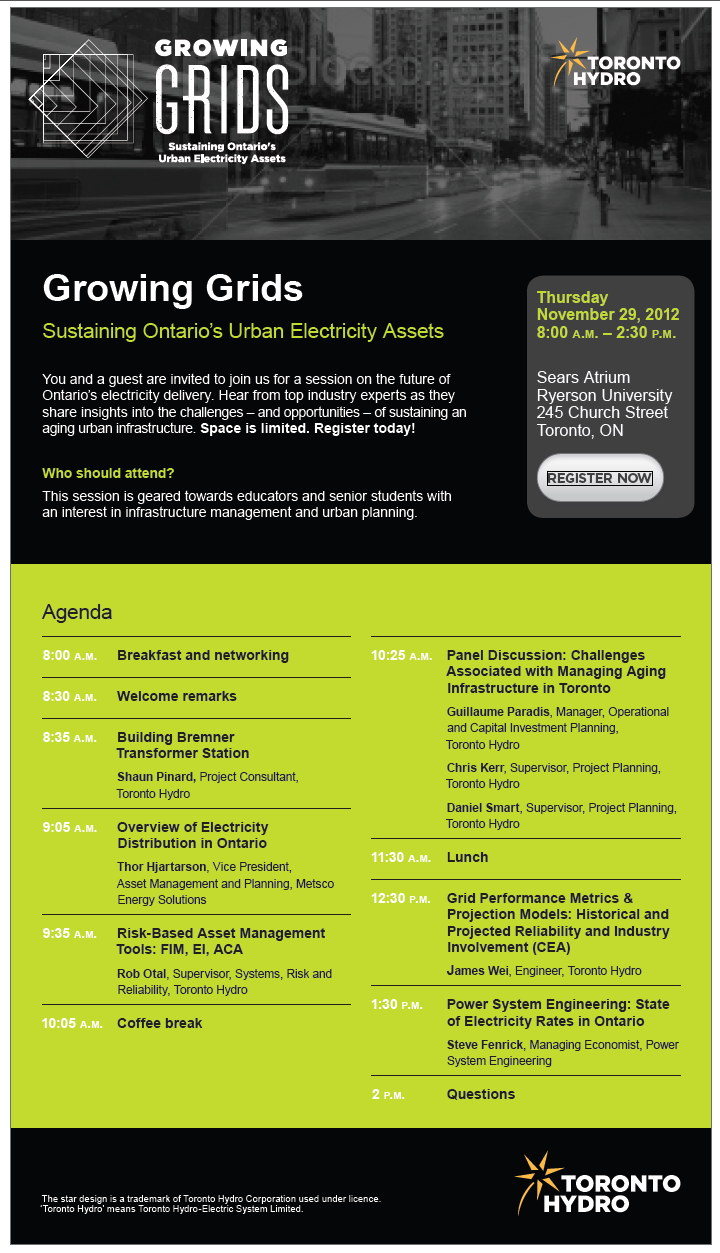 GROWING
GRIDS
Sustaining Ontario's
Urban Electricity Assets
TORONTO
HYDRO
Growing Grids
Sustaining Ontario's Urban Electricity Assets
You and a guest are invited to join us for a session on the future of
Ontario's electricity delivery. Hear from top industry experts as they
share insights into the challenges – and opportunities – of sustaining an
aging urban infrastructure. Space is limited. Register today!
Who should attend?
This session is geared towards educators and senior students with
an interest in infrastructure management and urban planning.
Thursday
November 29, 2012
8:00 A.M. – 2:30 P.M.
Sears Atrium
Ryerson University
245 Church Street
Toronto, ON
REGISTER NOW
Agenda
8:00 A.M. Breakfast and networking
8:30 A.M. Welcome remarks
8:35 A.M. Building Bremner
Transformer Station
Shaun Pinard, Project Consultant,
Toronto Hydro
9:05 A.M. Overview of Electricity
Distribution in Ontario
Thor Hjartarson, Vice President,
Asset Management and Planning, Metsco
Energy Solutions
9:35 A.M. Risk-Based Asset Management
Tools: FIM, EI, ACA
Rob Otal, Supervisor, Systems, Risk and
Reliability, Toronto Hydro
10:05 A.M. Coffee break
10:25 A.M. Panel Discussion: Challenges
Associated with Managing Aging
Infrastructure in Toronto
Guillaume Paradis, Manager, Operational
and Capital Investment Planning,
Toronto Hydro
Chris Kerr, Supervisor, Project Planning,
Toronto Hydro
Daniel Smart, Supervisor, Project Planning,
Toronto Hydro
11:30 A.M. Lunch
12:30 P.M. Grid Performance Metrics &
Projection Models: Historical and
Projected Reliability and Industry
Involvement (CEA)
James Wei, Engineer, Toronto Hydro
1:30 P.M. Power System Engineering: State
of Electricity Rates in Ontario
Steve Fenrick, Managing Economist, Power
System Engineering
2 P.M. Questions
The star design is a trademark of Toronto Hydro Corporation used under licence.
'Toronto Hydro' means Toronto Hydro-Electric System Limited.
TORONTO
HYDRO